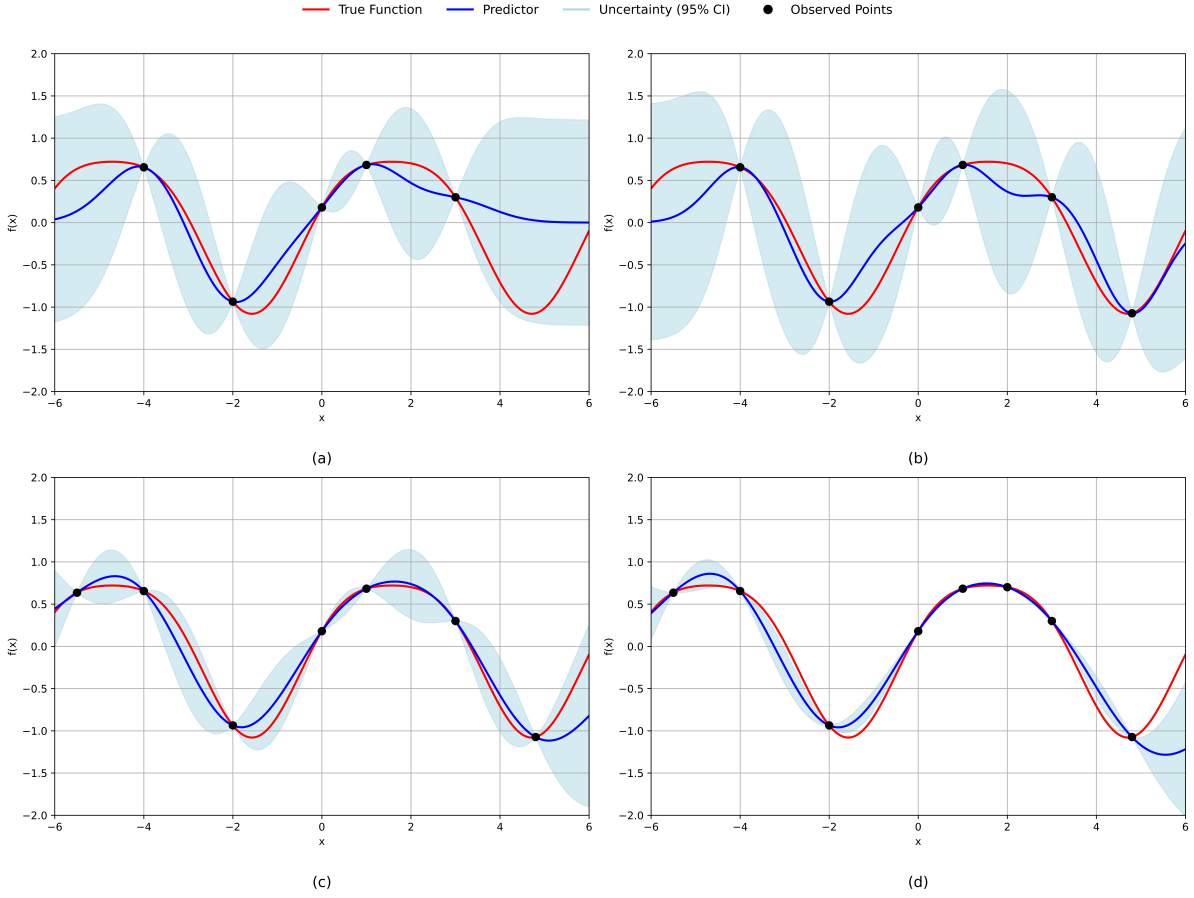 True Function Predictor Uncertainty (95% CI) Observed Points
2.0 2.0
1.5 1.5
1.0 1.0
0.5 0.5
f(x) 0.0 f(x) 0.0
−0.5 −0.5
−1.0 −1.0
−1.5 −1.5
−2.0 −2.0
−6 −4 −2 0 2 4 6 −6 −4 −2 0 2 4 6
x x
(a) (b)
2.0 2.0
1.5 1.5
1.0 1.0
0.5 0.5
f(x) 0.0 f(x) 0.0
−0.5 −0.5
−1.0 −1.0
−1.5 −1.5
−2.0 −2.0
−6 −4 −2 0 2 4 6 −6 −4 −2 0 2 4 6
x x
(c) (d)